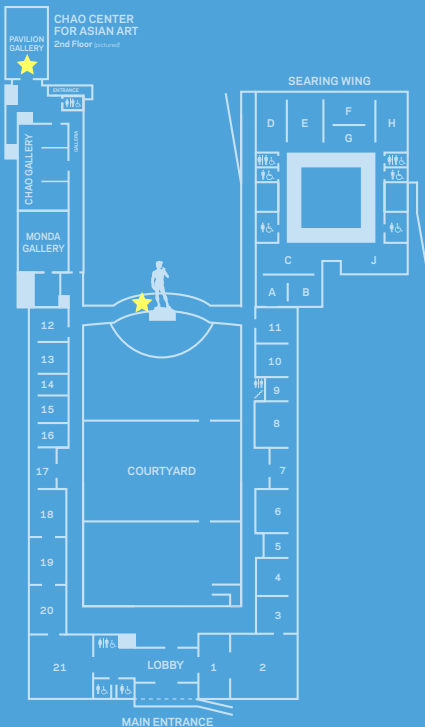 CHAO CENTER
FOR ASIAN ART
2nd Floor (pictured)
PAVILION
GALLERY
ENTRANCE
GALLERIA
CHAO GALLERY
MONDA
GALLERY
SEARING WING
D
E
F
G
H
C
J
A
B
12
13
14
15
16
17
18
19
20
21
11
10
9
8
7
6
5
4
3
COURTYARD
LOBBY
1
2
MAIN ENTRANCE